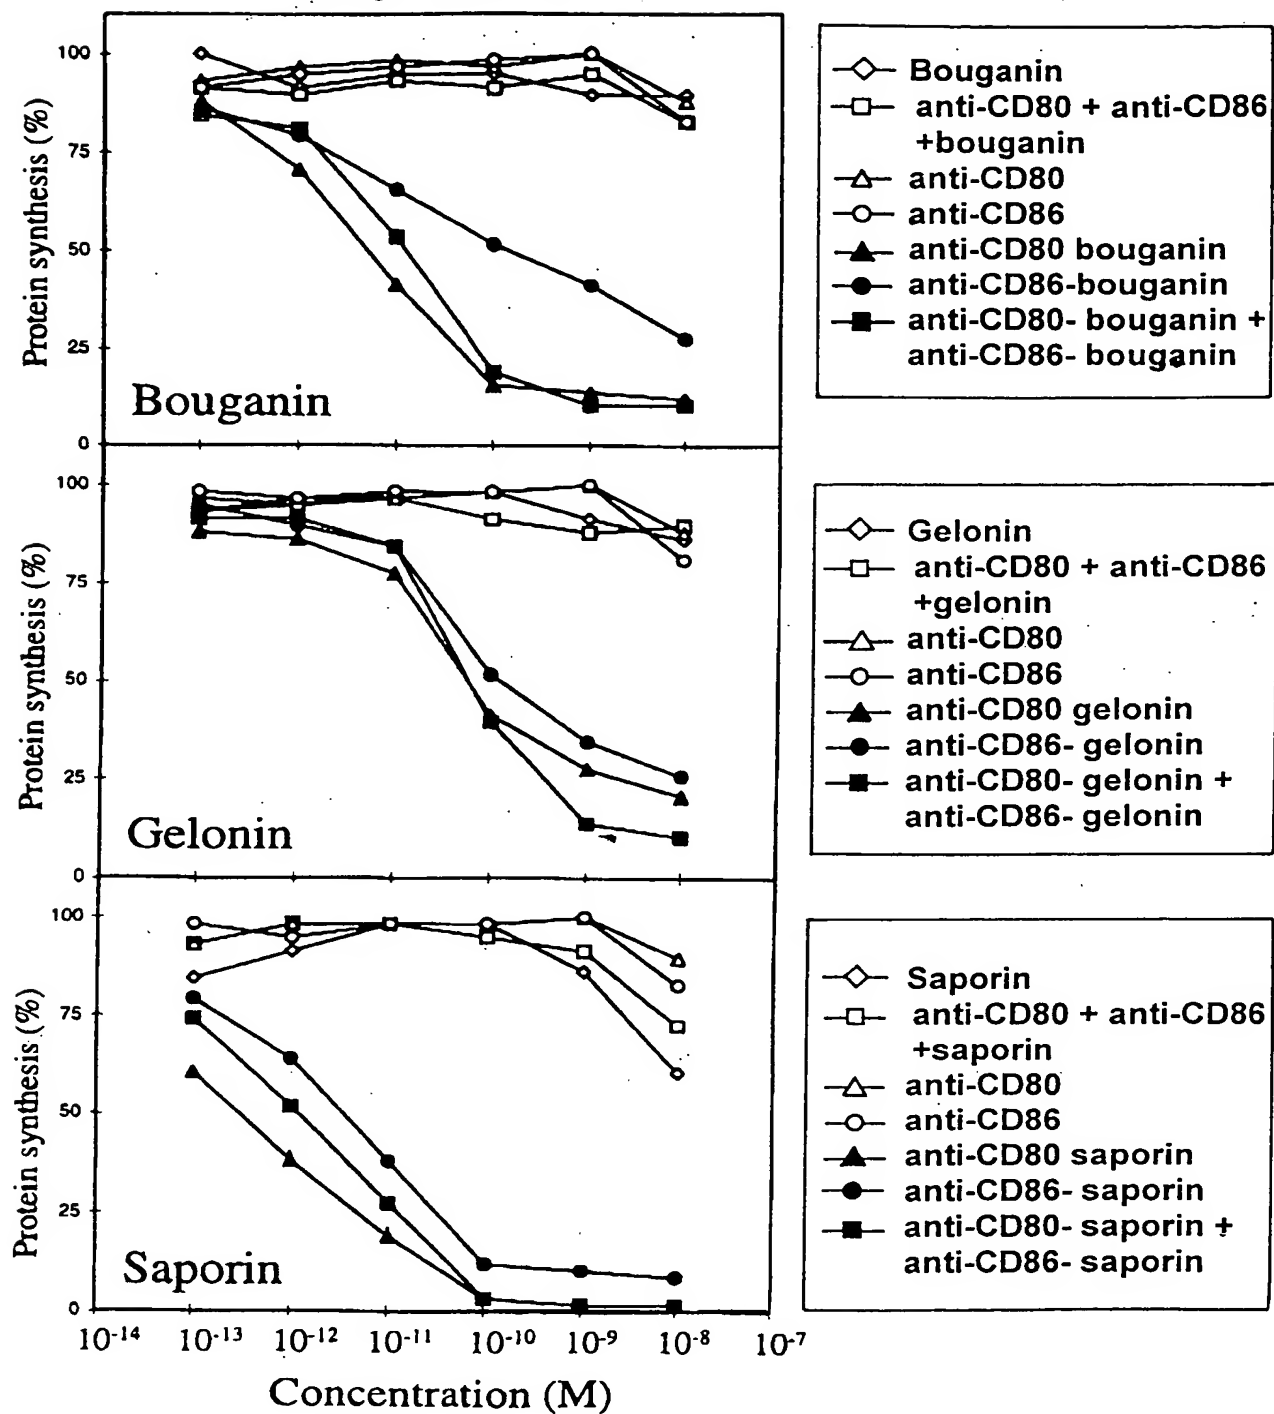 Protein synthesis (%)
100
75
50
25
0
Bouganin
Bouganin
anti-CD80 + anti-CD86
+bouganin
anti-CD80
anti-CD86
anti-CD80 bouganin
anti-CD86-bouganin
anti-CD80- bouganin +
anti-CD86- bouganin
Protein synthesis (%)
100
75
50
25
0
Gelonin
Gelonin
anti-CD80 + anti-CD86
+gelonin
anti-CD80
anti-CD86
anti-CD80 gelonin
anti-CD86- gelonin
anti-CD80- gelonin +
anti-CD86- gelonin
Protein synthesis (%)
100
75
50
25
0
Saporin
Saporin
anti-CD80 + anti-CD86
+saporin
anti-CD80
anti-CD86
anti-CD80 saporin
anti-CD86- saporin
anti-CD80- saporin +
anti-CD86- saporin
10-14 10-13 10-12 10-11 10-10 10-9 10-8 10-7
Concentration (M)